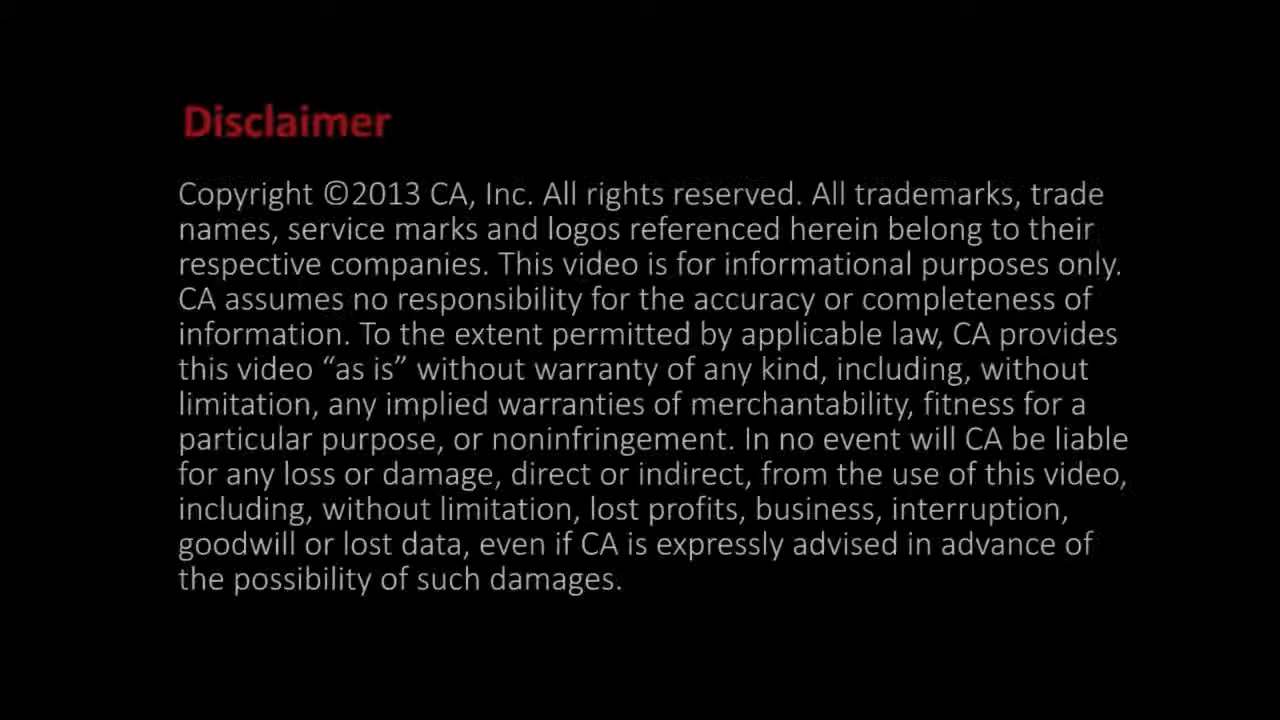 Disclaimer
Copyright ©2013 CA, Inc. All rights reserved. All trademarks, trade
names, service marks and logos referenced herein belong to their
respective companies. This video is for informational purposes only.
CA assumes no responsibility for the accuracy or completeness of
information. To the extent permitted by applicable law, CA provides
this video “as is” without warranty of any kind, including, without
limitation, any implied warranties of merchantability, fitness for a
particular purpose, or noninfringement. In no event will CA be liable
for any loss or damage, direct or indirect, from the use of this video,
including, without limitation, lost profits, business, interruption,
goodwill or lost data, even if CA is expressly advised in advance of
the possibility of such damages.